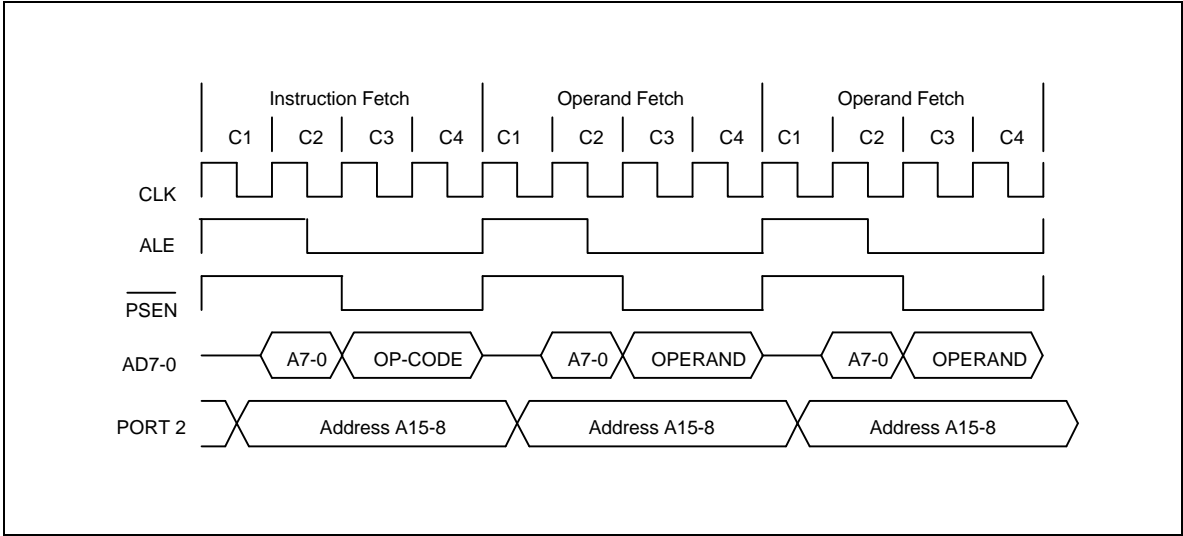 Instruction Fetch Operand Fetch Operand Fetch
C1 C2 C3 C4 C1 C2 C3 C4 C1 C2 C3 C4
CLK
ALE
PSEN
AD7-0 A7-0 OP-CODE A7-0 OPERAND A7-0 OPERAND
PORT 2 Address A15-8 Address A15-8 Address A15-8